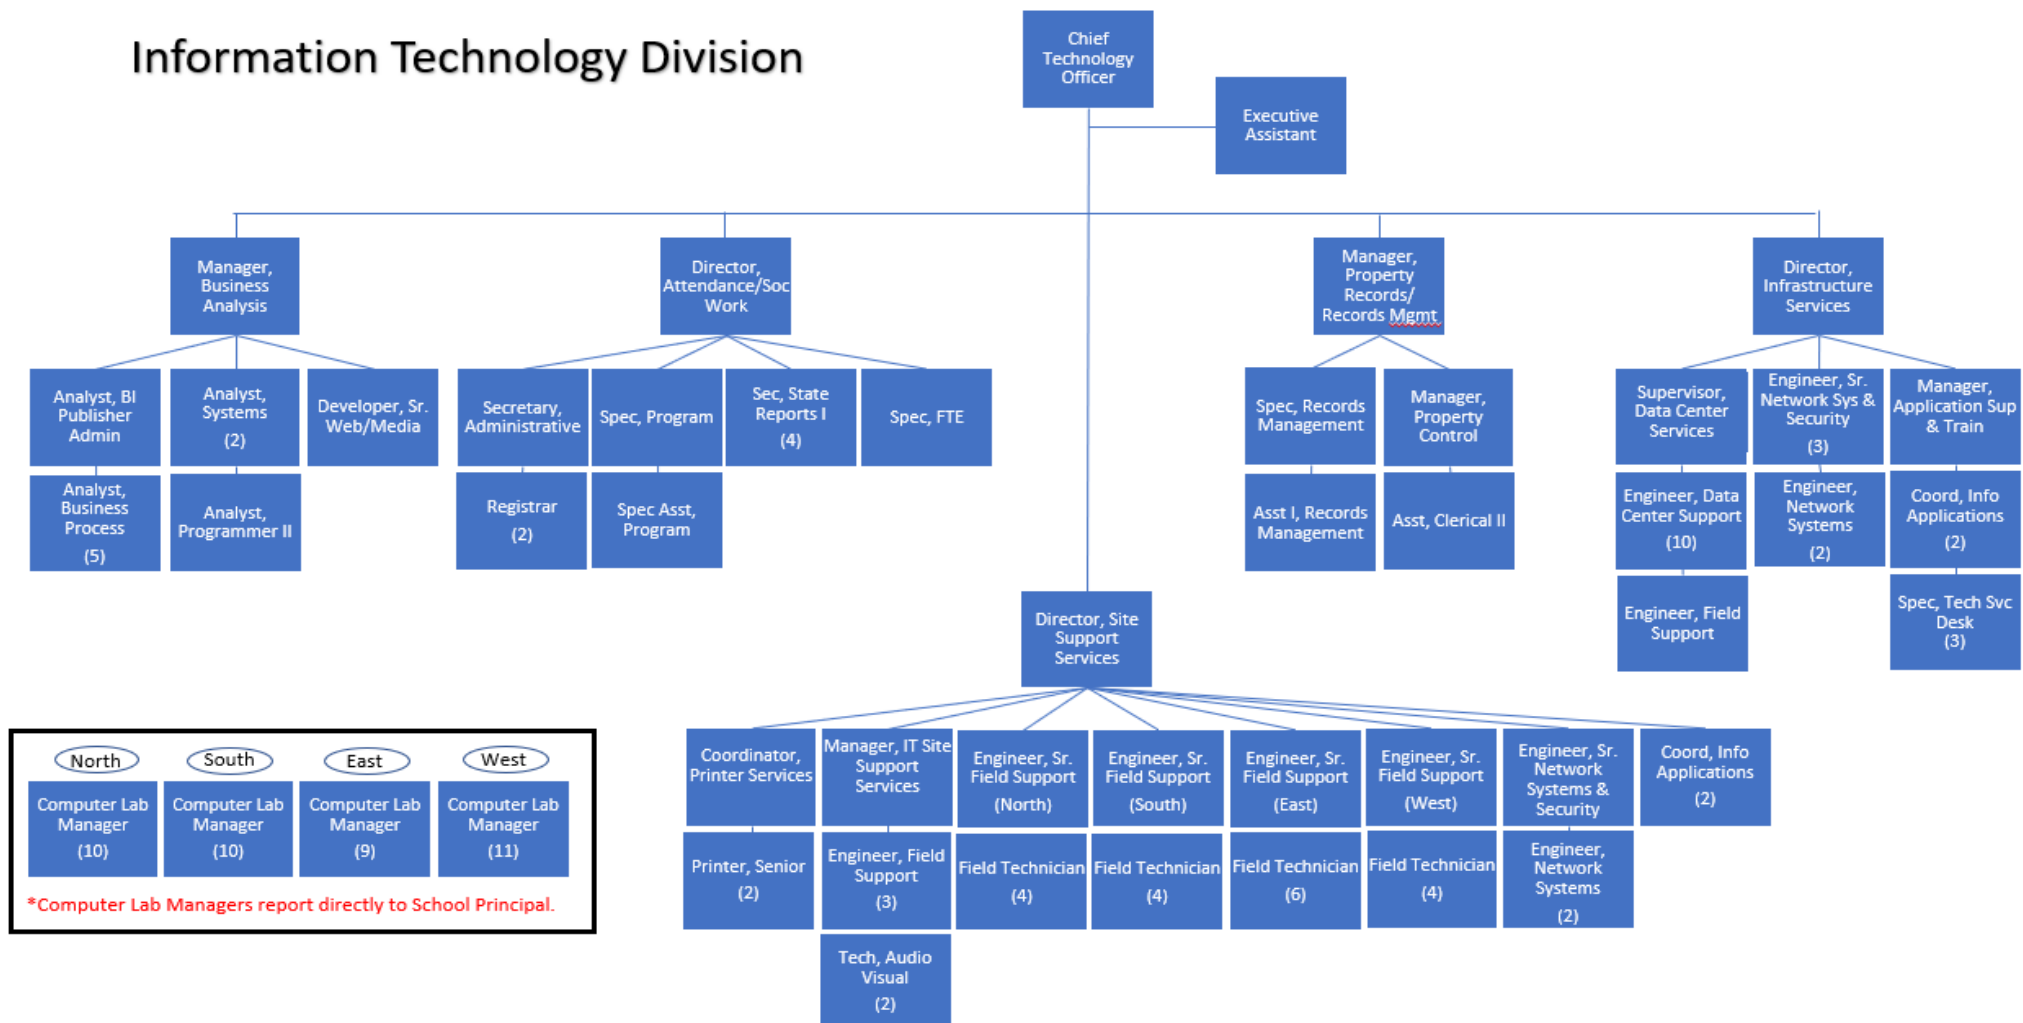 Information Technology Division
Chief
Technology
Officer
Executive
Assistant
Manager,
Business
Analysis
Director,
Attendance/Soc
Work
Manager,
Property
Records/
Records Mgmt
Director,
Infrastructure
Services
Analyst, BI
Publisher
Admin
Analyst,
Systems
(2)
Developer, Sr.
Web/Media
Secretary,
Administrative
Spec, Program
Sec, State
Reports I
(4)
Spec, FTE
Spec, Records
Management
Manager,
Property
Control
Supervisor,
Data Center
Services
Engineer, Sr.
Network Sys &
Security
(3)
Manager,
Application Sup
& Train
Analyst,
Business
Process
(5)
Analyst,
Programmer II
Registrar
(2)
Spec Asst,
Program
Asst I, Records
Management
Asst, Clerical II
Engineer, Data
Center Support
(10)
Engineer,
Network
Systems
(2)
Coord, Info
Applications
(2)
Engineer, Field
Support
Spec, Tech Svc
Desk
(3)
Director, Site
Support
Services
Coordinator,
Printer Services
Manager, IT Site
Support
Services
Engineer, Sr.
Field Support
(North)
Engineer, Sr.
Field Support
(South)
Engineer, Sr.
Field Support
(East)
Engineer, Sr.
Field Support
(West)
Engineer, Sr.
Network
Systems &
Security
Coord, Info
Applications
(2)
Printer, Senior
(2)
Engineer, Field
Support
(3)
Field Technician
(4)
Field Technician
(4)
Field Technician
(6)
Field Technician
(4)
Engineer,
Network
Systems
(2)
Tech, Audio
Visual
(2)
North
South
East
West
Computer Lab
Manager
(10)
Computer Lab
Manager
(10)
Computer Lab
Manager
(9)
Computer Lab
Manager
(11)
*Computer Lab Managers report directly to School Principal.